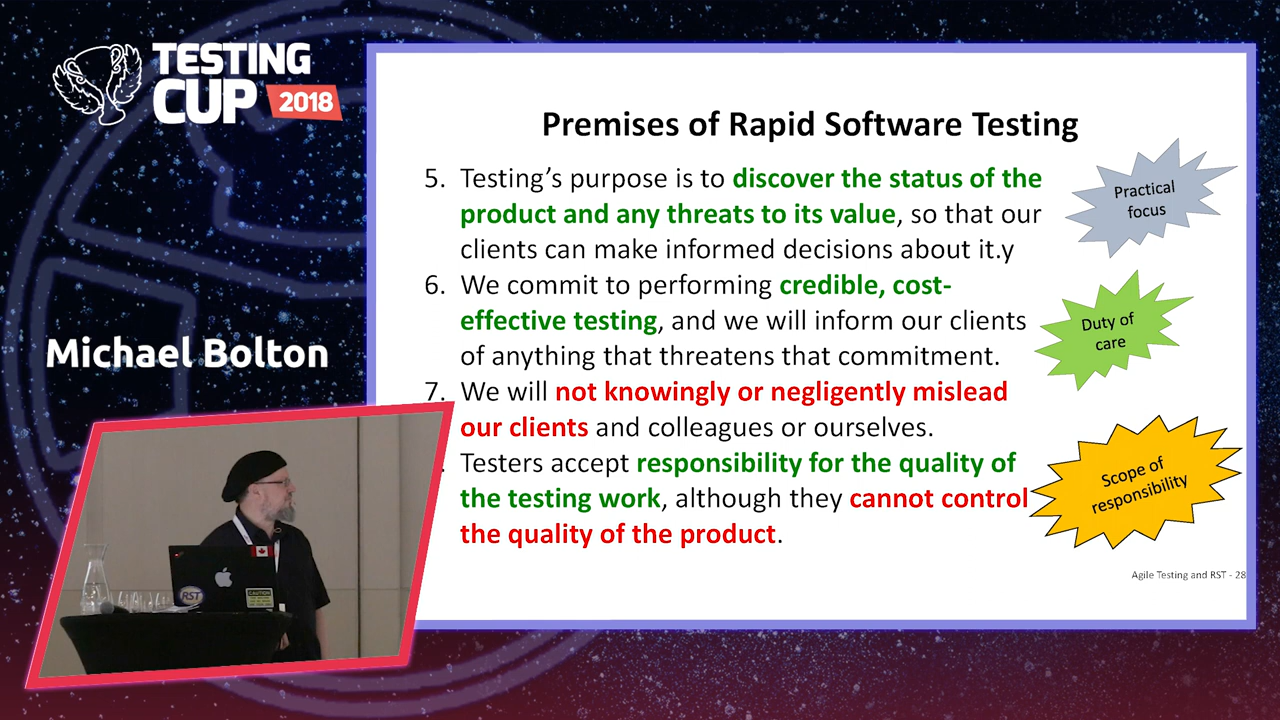 TESTING
CUP
2018
Michael Bolton
Premises of Rapid Software Testing
5. Testing's purpose is to discover the status of the
product and any threats to its value, so that our
clients can make informed decisions about it.y
6. We commit to performing credible, cost-
effective testing, and we will inform our clients
of anything that threatens that commitment.
7. We will not knowingly or negligently mislead
our clients and colleagues or ourselves.
Testers accept responsibility for the quality of
the testing work, although they cannot control
the quality of the product.
Practical
focus
Duty of
care
Scope of
responsibility
Agile Testing and RST - 28
RST
CAUTION